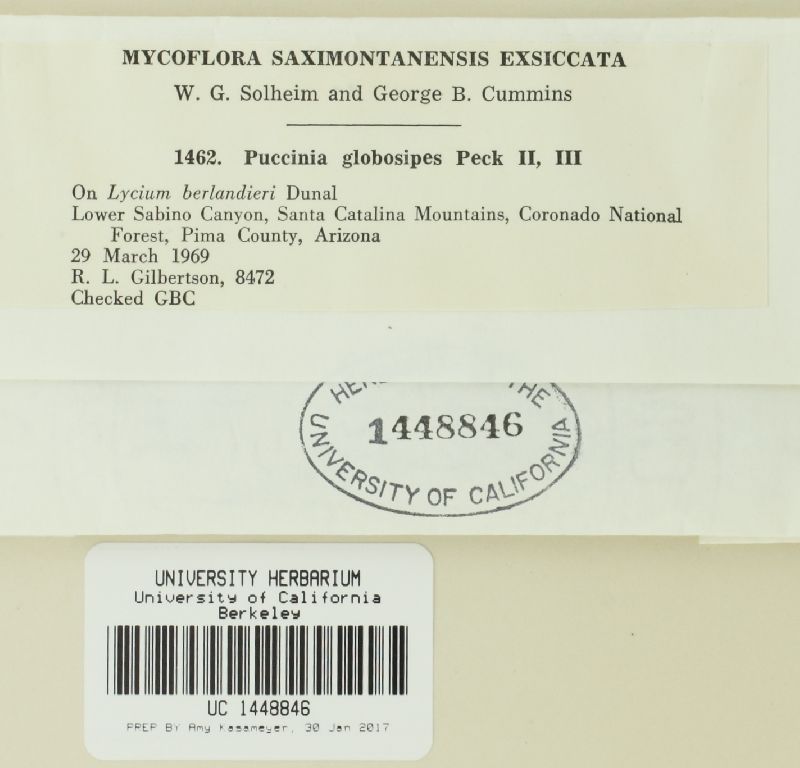 MYCOFLORA SAXIMONTANENSIS EXSICCATA
W. G. Solheim and George B. Cummins
1462. Puccinia globosipes Peck II, III
On Lycium berlandieri Dunal
Lower Sabino Canyon, Santa Catalina Mountains, Coronado National
Forest, Pima County, Arizona
29 March 1969
R. L. Gilbertson, 8472
Checked GBC
THE
1448846
UNIVERSITY OF CALIFORNIA
UNIVERSITY HERBARIUM
University of California
Berkeley
UC 1448846
PREP BY Amy Kasameyer, 30 Jan 2017